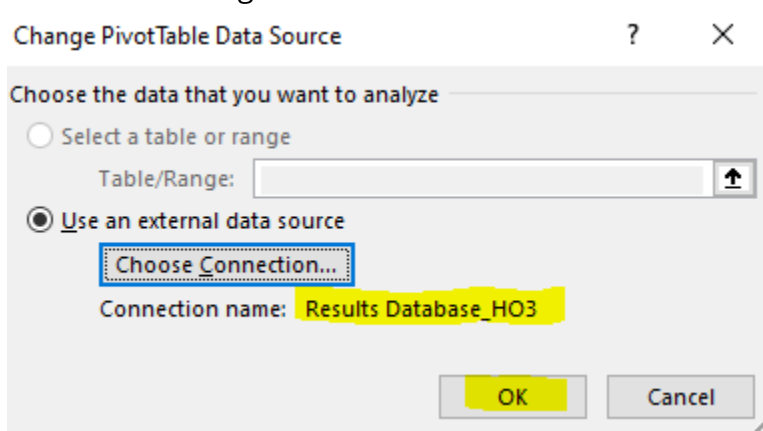 Change PivotTable Data Source ? ×
Choose the data that you want to analyze
Select a table or range
Table/Range:
Use an external data source
Choose Connection...
Connection name: Results Database_HO3
OK Cancel